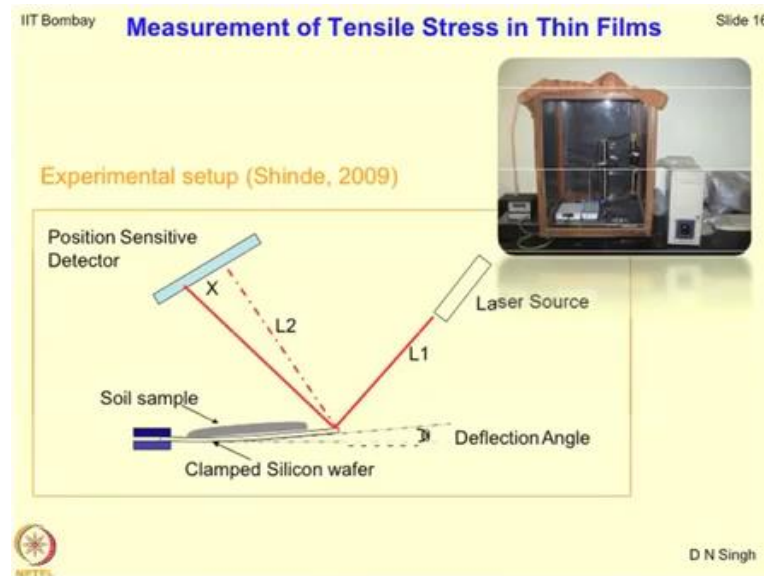 IIT Bombay
Measurement of Tensile Stress in Thin Films
Slide 16
Experimental setup (Shinde, 2009)
Position Sensitive
Detector
X
Laser Source
L2
L1
Soil sample
Deflection Angle
Clamped Silicon wafer
NPTEL
D N Singh